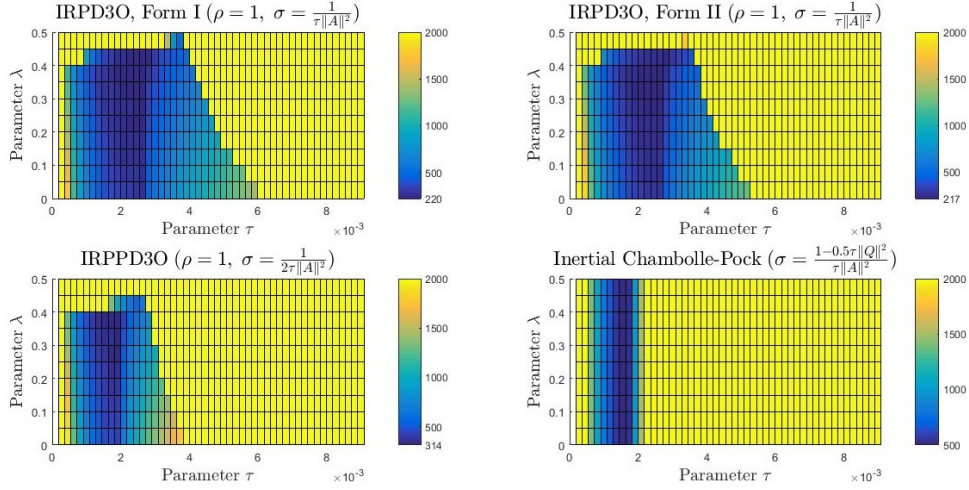 IRPD3O, Form I (ρ = 1, σ = 1/(τ‖A‖²))
0.5
0.4
0.3
0.2
0.1
0
Parameter λ
0 2 4 6 8
×10⁻³
Parameter τ
2000
1500
1000
500
220
IRPD3O, Form II (ρ = 1, σ = 1/(τ‖A‖²))
0.5
0.4
0.3
0.2
0.1
0
Parameter λ
0 2 4 6 8
×10⁻³
Parameter τ
2000
1500
1000
500
217
IRPPD3O (ρ = 1, σ = 1/(2τ‖A‖²))
0.5
0.4
0.3
0.2
0.1
0
Parameter λ
0 2 4 6 8
×10⁻³
Parameter τ
2000
1500
1000
500
314
Inertial Chambolle-Pock (σ = (1−0.5τ‖Q‖²)/(τ‖A‖²))
0.5
0.4
0.3
0.2
0.1
0
Parameter λ
0 2 4 6 8
×10⁻³
Parameter τ
2000
1500
1000
500